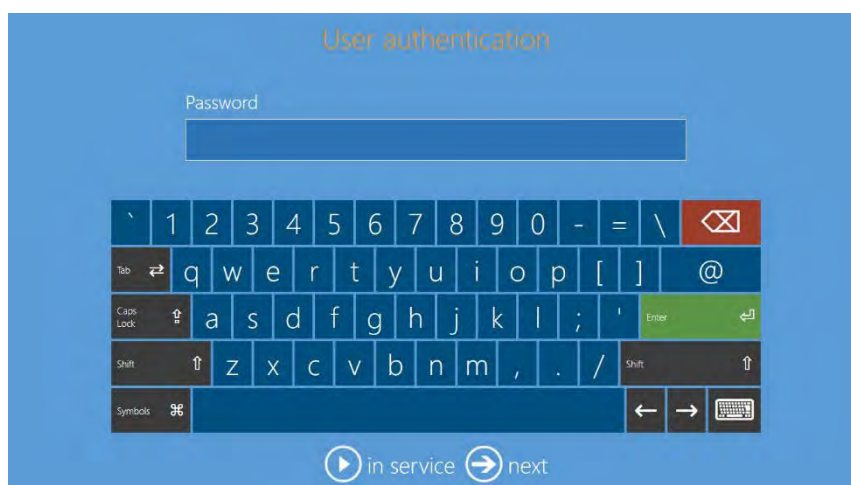 User authentication
Password
` 1 2 3 4 5 6 7 8 9 0 - = \
Tab q w e r t y u i o p [ ] @
Caps Lock a s d f g h j k l ; ' Enter
Shift z x c v b n m , . / Shift
Symbols
in service next